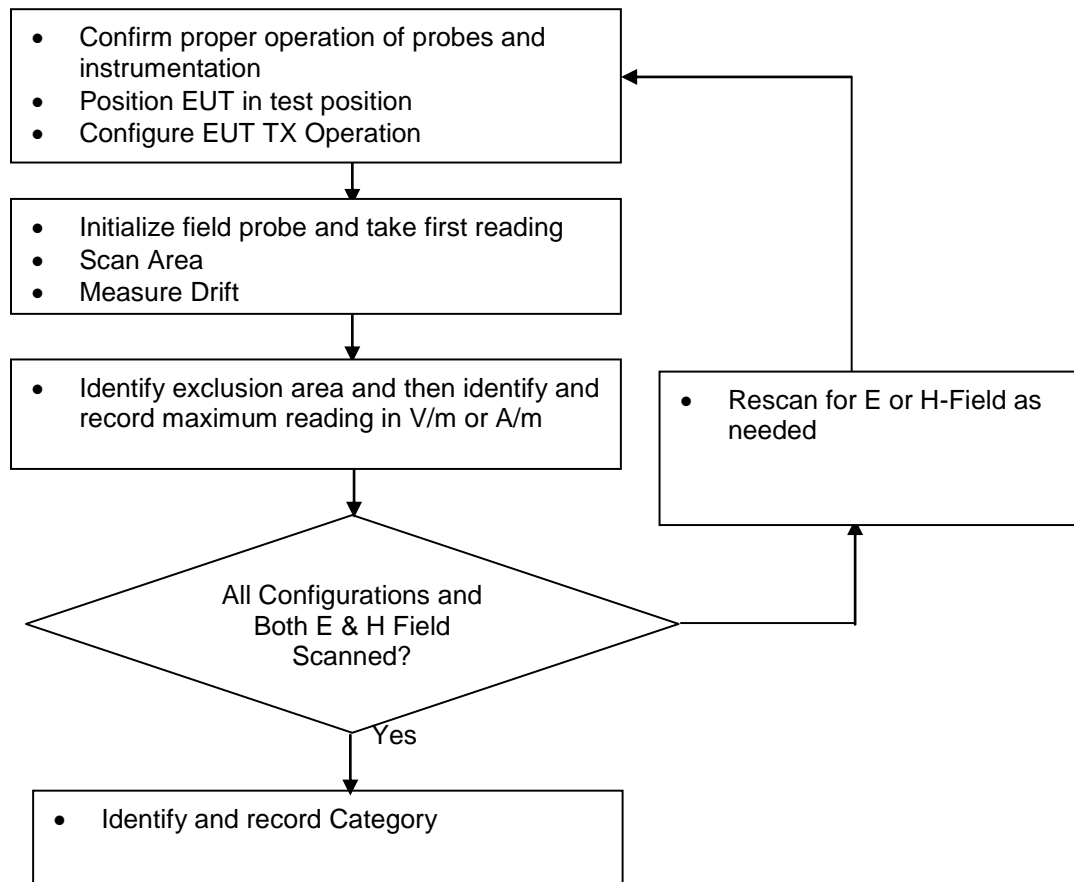 • Confirm proper operation of probes and
instrumentation
• Position EUT in test position
• Configure EUT TX Operation
• Initialize field probe and take first reading
• Scan Area
• Measure Drift
• Identify exclusion area and then identify and
record maximum reading in V/m or A/m
• Rescan for E or H-Field as
needed
All Configurations and
Both E & H Field
Scanned?
Yes
• Identify and record Category